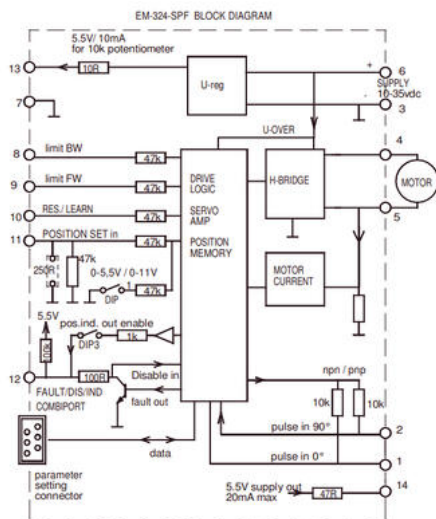 EM-324-SPF BLOCK DIAGRAM
5.5V/ 10mA
for 10k potentiometer
13
10R
U-reg
+
6
SUPPLY
10-35vdc
-
3
7
U-OVER
4
8
limit BW
47k
DRIVE
LOGIC
H-BRIDGE
MOTOR
9
limit FW
47k
10
RES./ LEARN
47k
SERVO
AMP
5
11
POSITION SET in
47k
POSITION
MEMORY
250R
47k
0-5,5V / 0-11V
DIP
1
47k
MOTOR
CURRENT
5.5V
pos.ind. out enable
100k
DIP3
1k
12
100R
Disable in
npn / pnp
FAULT/DIS/IND
COMBIPORT
fault out
10k
10k
pulse in 90°
2
data
pulse in 0°
1
parameter
setting
connector
5.5V supply out
20mA max
47R
14